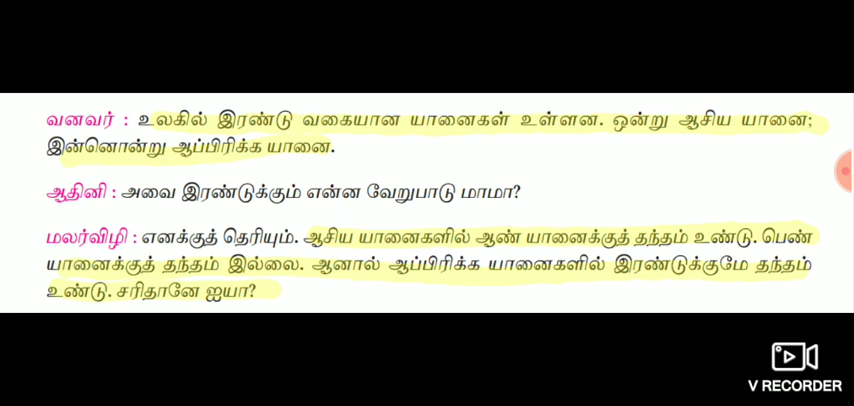 வனவர் : உலகில் இரண்டு வகையான யானைகள் உள்ளன. ஒன்று ஆசிய யானை;
இன்னொன்று ஆப்பிரிக்க யானை.
ஆதினி : அவை இரண்டுக்கும் என்ன வேறுபாடு மாமா?
மலர்விழி : எனக்குத் தெரியும். ஆசிய யானைகளில் ஆண் யானைக்குத் தந்தம் உண்டு. பெண்
யானைக்குத் தந்தம் இல்லை. ஆனால் ஆப்பிரிக்க யானைகளில் இரண்டுக்குமே தந்தம்
உண்டு. சரிதானே ஐயா?
V RECORDER